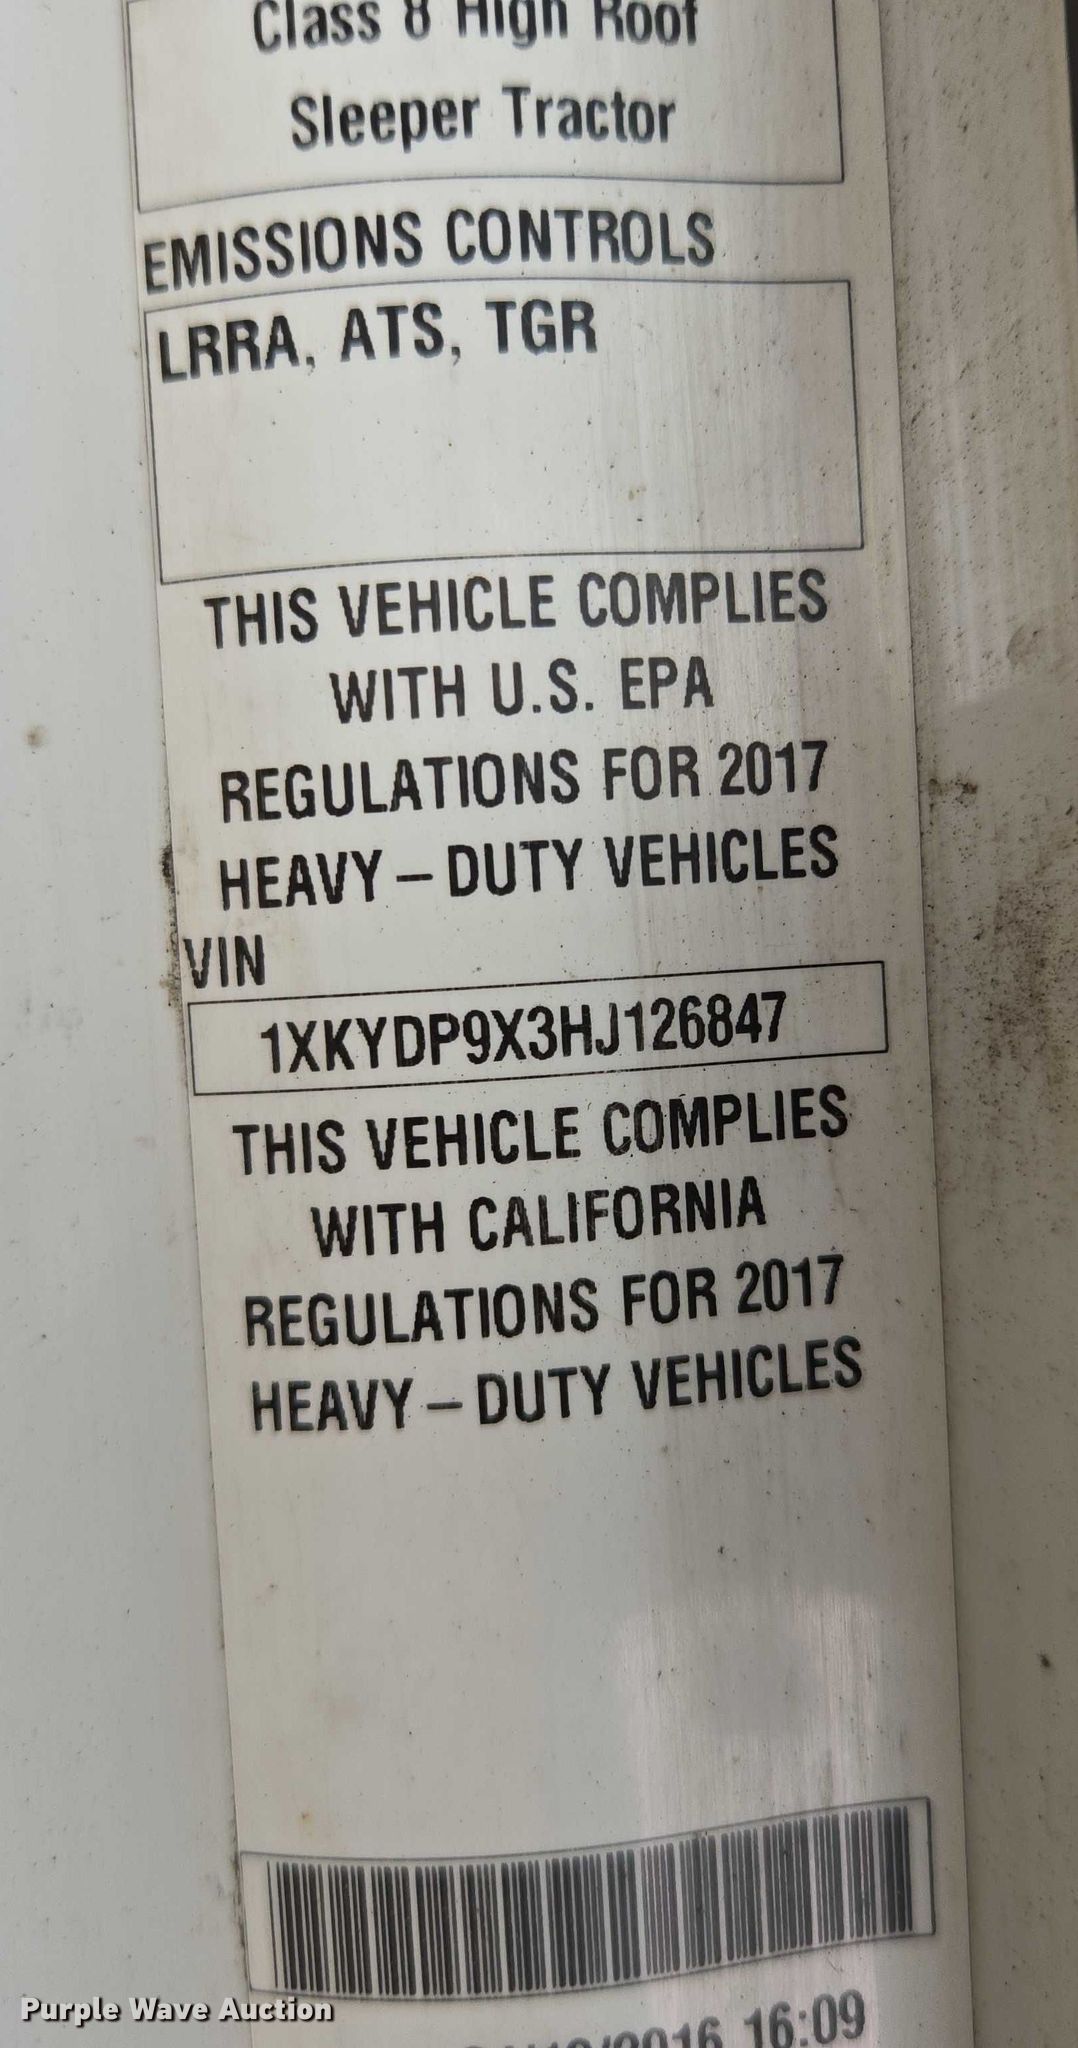 Class 8 High Roof
Sleeper Tractor
EMISSIONS CONTROLS
LRRA, ATS, TGR
THIS VEHICLE COMPLIES
WITH U.S. EPA
REGULATIONS FOR 2017
HEAVY – DUTY VEHICLES
VIN
1XKYDP9X3HJ126847
THIS VEHICLE COMPLIES
WITH CALIFORNIA
REGULATIONS FOR 2017
HEAVY – DUTY VEHICLES
Purple Wave Auction
16:09